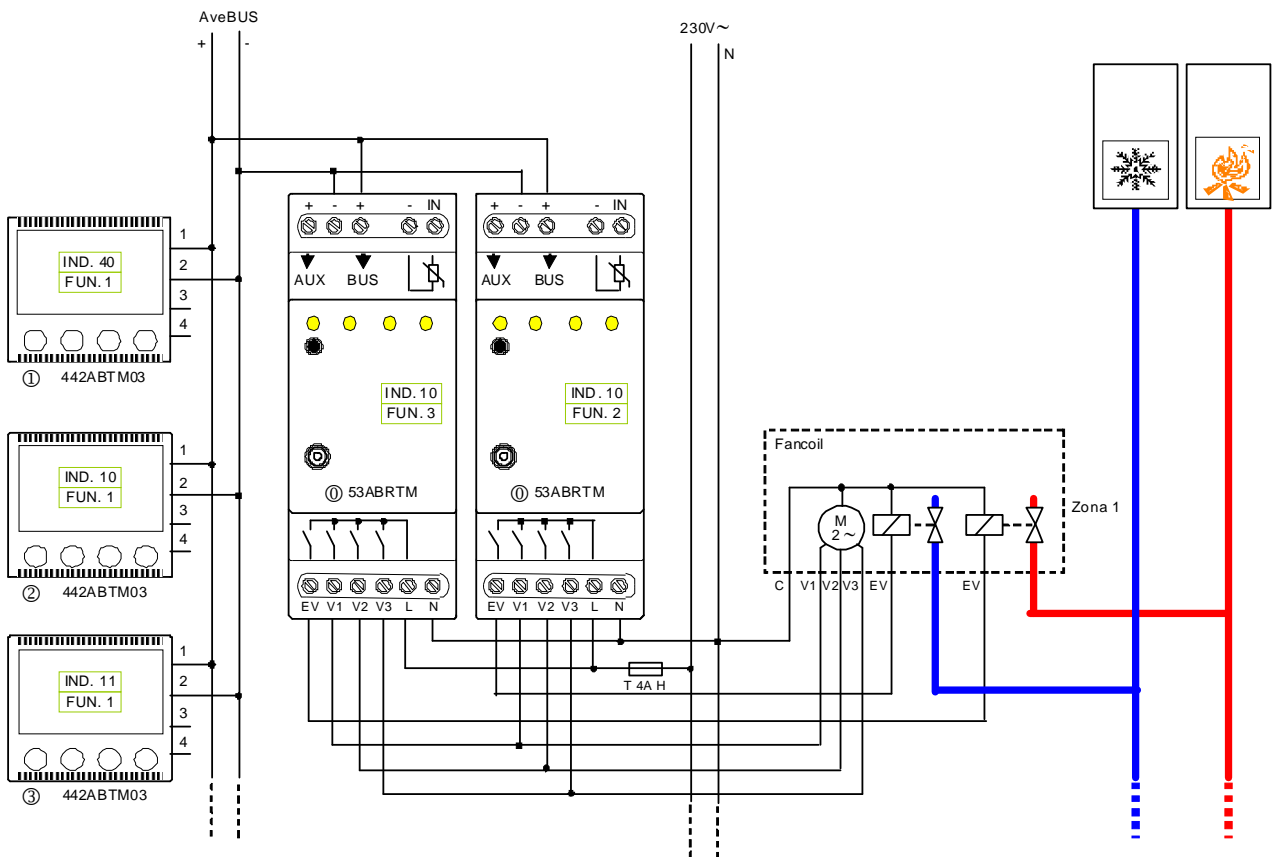 AveBUS
+ -
230V~
N
1
2
3
4
IND. 40
FUN. 1
① 442ABTM03
1
2
3
4
IND. 10
FUN. 1
② 442ABTM03
1
2
3
4
IND. 11
FUN. 1
③ 442ABTM03
+ - + - IN
AUX BUS
IND. 10
FUN. 3
⓪ 53ABRTM
EV V1 V2 V3 L N
+ - + - IN
AUX BUS
IND. 10
FUN. 2
⓪ 53ABRTM
EV V1 V2 V3 L N
T 4A H
Fancoil
M
2~
Zona 1
C V1 V2 V3 EV EV